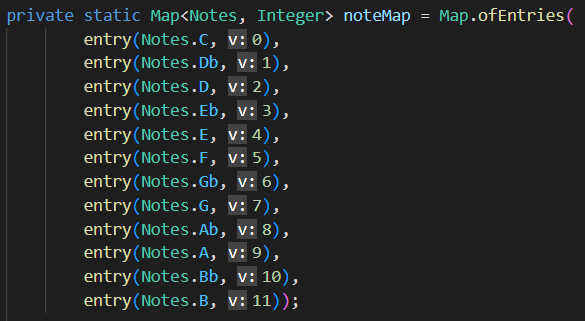 private static Map<Notes, Integer> noteMap = Map.ofEntries(
entry(Notes.C, v: 0),
entry(Notes.Db, v: 1),
entry(Notes.D, v: 2),
entry(Notes.Eb, v: 3),
entry(Notes.E, v: 4),
entry(Notes.F, v: 5),
entry(Notes.Gb, v: 6),
entry(Notes.G, v: 7),
entry(Notes.Ab, v: 8),
entry(Notes.A, v: 9),
entry(Notes.Bb, v: 10),
entry(Notes.B, v: 11));